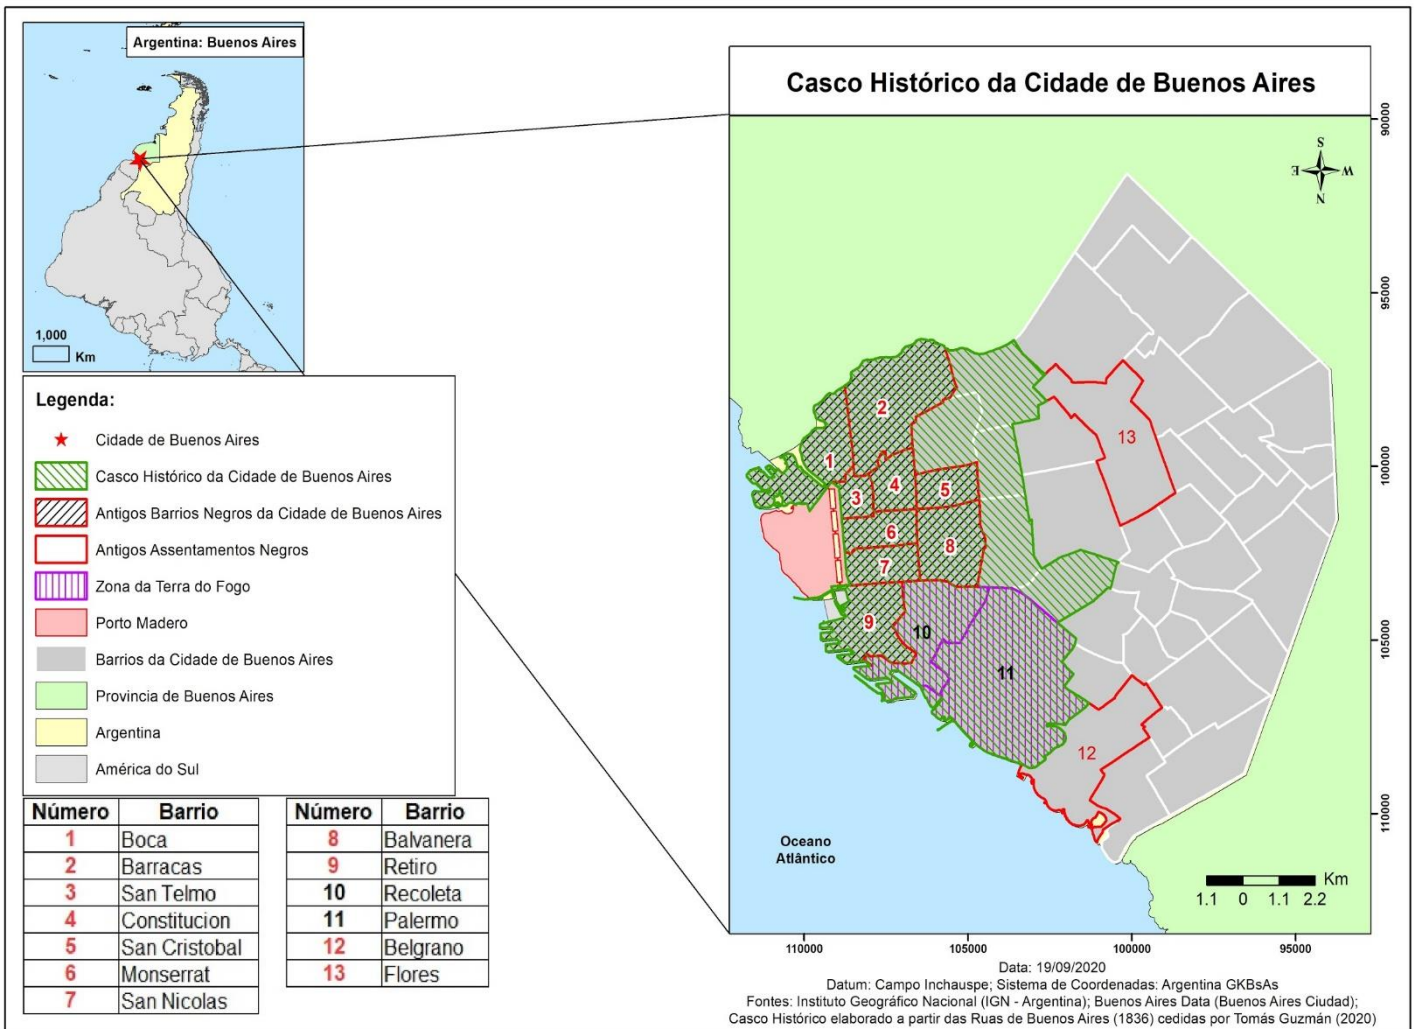 Argentina: Buenos Aires
1,000
Km
Casco Histórico da Cidade de Buenos Aires
S
E W
N
90000
95000
100000
105000
110000
1
2
3
4
5
6
7
8
9
10
11
12
13
Oceano
Atlântico
Km
1.1 0 1.1 2.2
110000 105000 100000 95000
Legenda:
Cidade de Buenos Aires
Casco Histórico da Cidade de Buenos Aires
Antigos Barrios Negros da Cidade de Buenos Aires
Antigos Assentamentos Negros
Zona da Terra do Fogo
Porto Madero
Barrios da Cidade de Buenos Aires
Provincia de Buenos Aires
Argentina
América do Sul
Número Barrio
1 Boca
2 Barracas
3 San Telmo
4 Constitucion
5 San Cristobal
6 Monserrat
7 San Nicolas
Número Barrio
8 Balvanera
9 Retiro
10 Recoleta
11 Palermo
12 Belgrano
13 Flores
Data: 19/09/2020
Datum: Campo Inchauspe; Sistema de Coordenadas: Argentina GKBsAs
Fontes: Instituto Geográfico Nacional (IGN - Argentina); Buenos Aires Data (Buenos Aires Ciudad);
Casco Histórico elaborado a partir das Ruas de Buenos Aires (1836) cedidas por Tomás Guzmán (2020)